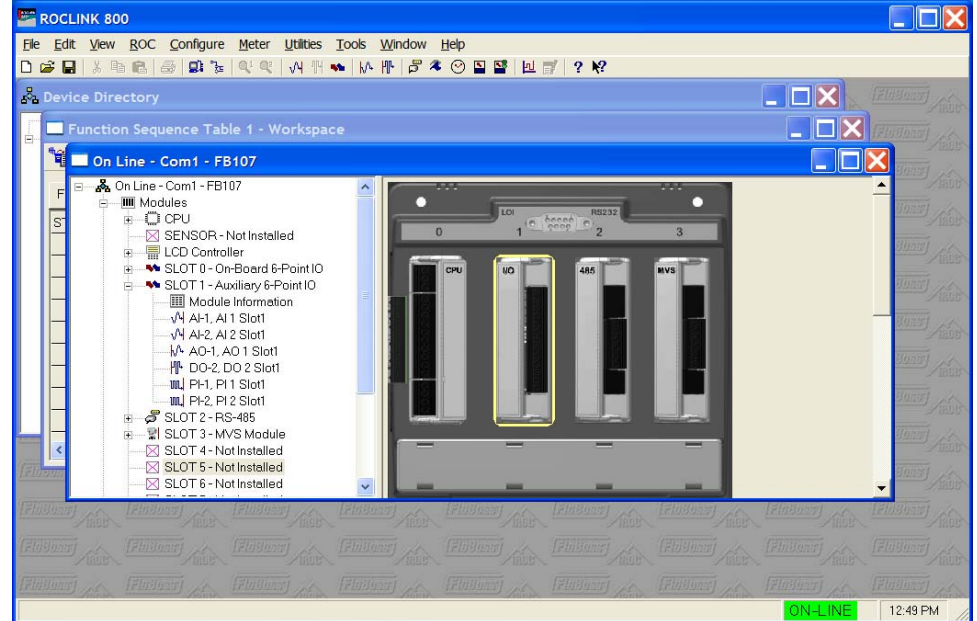 ROCLINK 800
File Edit View ROC Configure Meter Utilities Tools Window Help
Device Directory
Function Sequence Table 1 - Workspace
On Line - Com1 - FB107
F
ST
On Line - Com1 - FB107
Modules
CPU
SENSOR - Not Installed
LCD Controller
SLOT 0 - On-Board 6-Point IO
SLOT 1 - Auxiliary 6-Point IO
Module Information
AI-1, AI 1 Slot1
AI-2, AI 2 Slot1
AO-1, AO 1 Slot1
DO-2, DO 2 Slot1
PI-1, PI 1 Slot1
PI-2, PI 2 Slot1
SLOT 2 - RS-485
SLOT 3 - MVS Module
SLOT 4 - Not Installed
SLOT 5 - Not Installed
SLOT 6 - Not Installed
LOI RS232
0 1 2 3
CPU I/O 485 MVS
FloBoss ROC
ON-LINE 12:49 PM